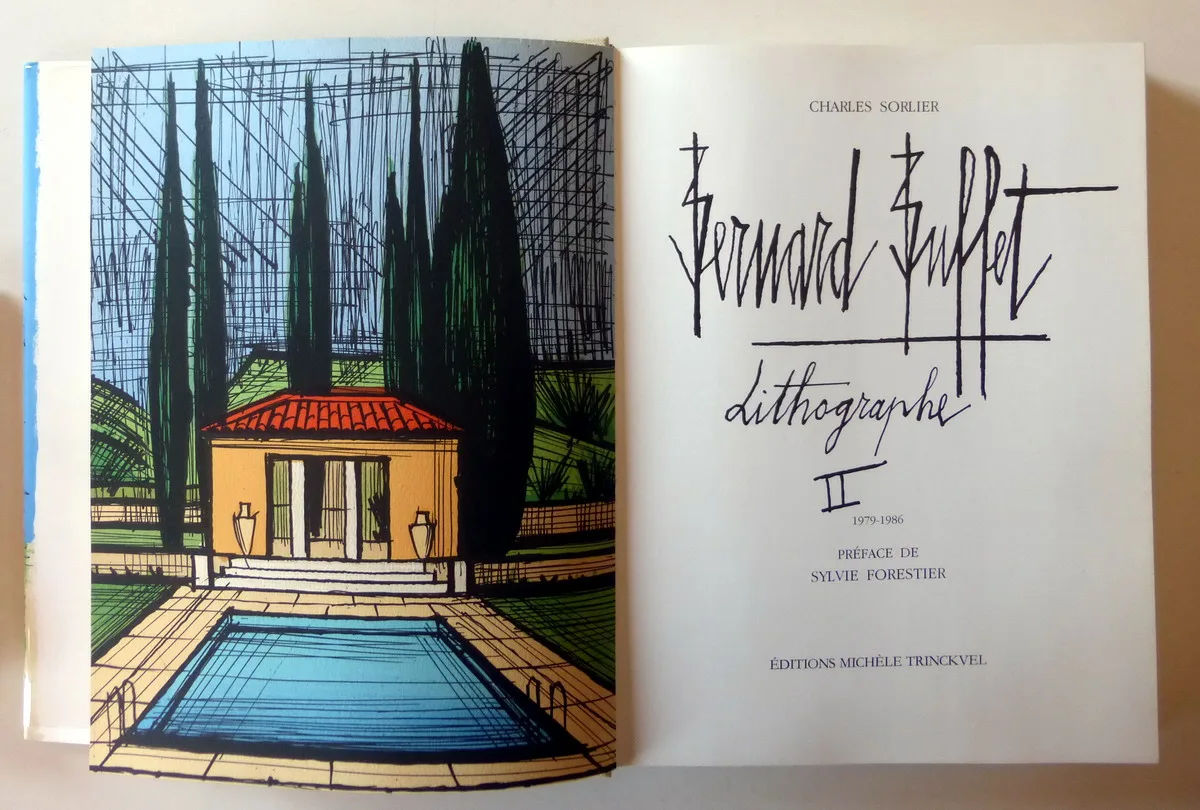 CHARLES SORLIER
Bernard Buffet
Lithographe
II
1979-1986
PRÉFACE DE
SYLVIE FORESTIER
ÉDITIONS MICHÈLE TRINCKVEL